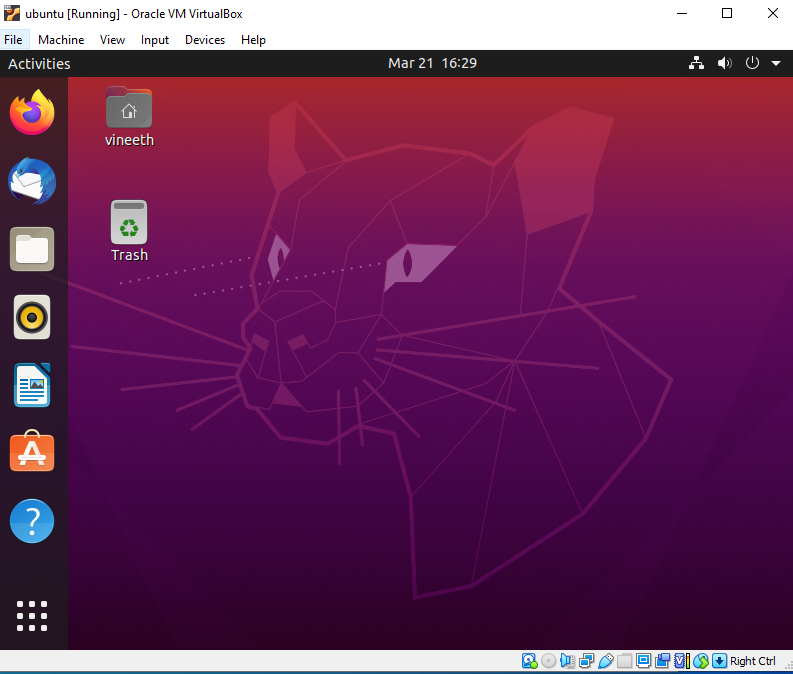 ubuntu [Running] - Oracle VM VirtualBox
File Machine View Input Devices Help
Activities Mar 21 16:29
vineeth
Trash
Right Ctrl